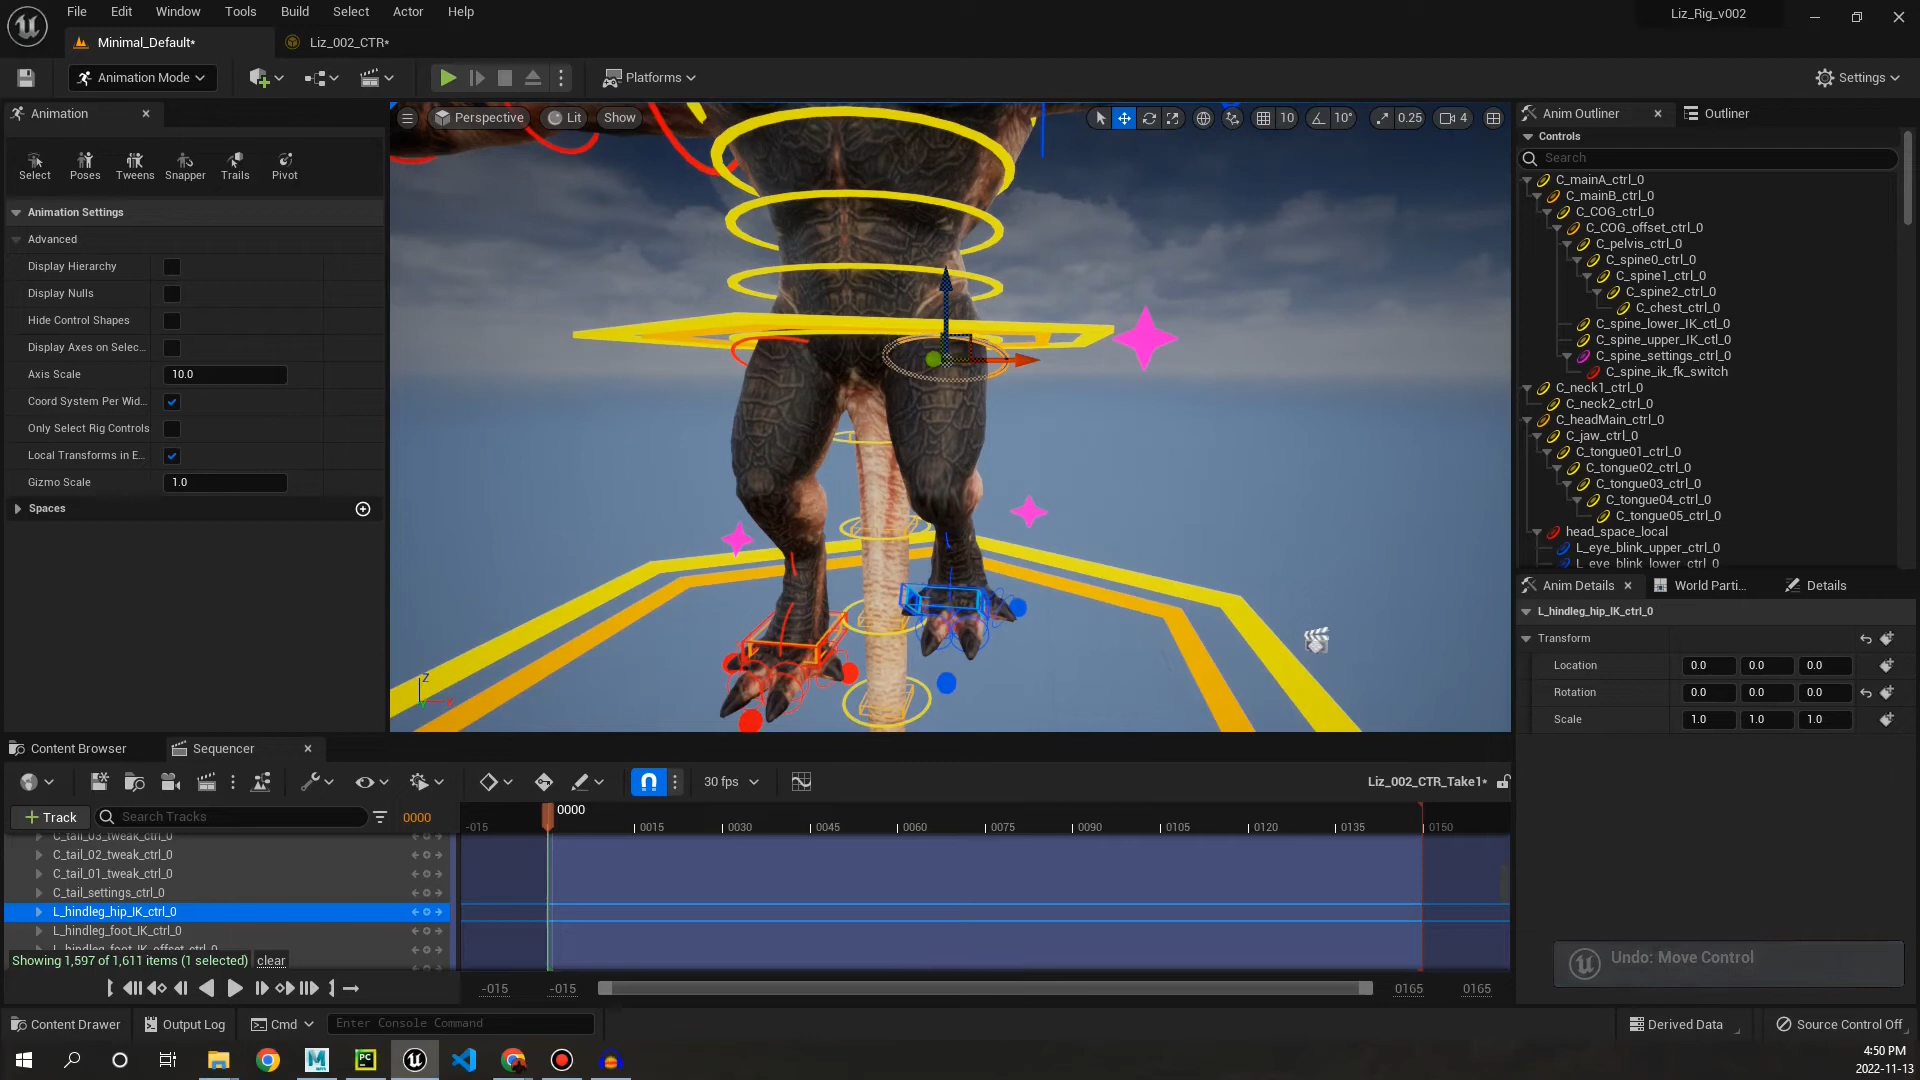 File Edit Window Tools Build Select Actor Help
Liz_Rig_v002
Minimal_Default*
Liz_002_CTR*
Animation Mode
Platforms
Settings
Animation
Select Poses Tweens Snapper Trails Pivot
Animation Settings
Advanced
Display Hierarchy
Display Nulls
Hide Control Shapes
Display Axes on Selec...
Axis Scale 10.0
Coord System Per Wid...
Only Select Rig Controls
Local Transforms in E...
Gizmo Scale 1.0
Spaces
Perspective Lit Show
10 10° 0.25 4
Z
Anim Outliner
Outliner
Controls
Search
C_mainA_ctrl_0
C_mainB_ctrl_0
C_COG_ctrl_0
C_COG_offset_ctrl_0
C_pelvis_ctrl_0
C_spine0_ctrl_0
C_spine1_ctrl_0
C_spine2_ctrl_0
C_chest_ctrl_0
C_spine_lower_IK_ctl_0
C_spine_upper_IK_ctl_0
C_spine_settings_ctrl_0
C_spine_ik_fk_switch
C_neck1_ctrl_0
C_neck2_ctrl_0
C_headMain_ctrl_0
C_jaw_ctrl_0
C_tongue01_ctrl_0
C_tongue02_ctrl_0
C_tongue03_ctrl_0
C_tongue04_ctrl_0
C_tongue05_ctrl_0
head_space_local
L_eye_blink_upper_ctrl_0
L_eye_blink_lower_ctrl_0
Anim Details
World Parti...
Details
L_hindleg_hip_IK_ctrl_0
Transform
Location 0.0 0.0 0.0
Rotation 0.0 0.0 0.0
Scale 1.0 1.0 1.0
Undo: Move Control
Content Browser
Sequencer
30 fps
Liz_002_CTR_Take1*
Track
Search Tracks
0000
0000
-015 0015 0030 0045 0060 0075 0090 0105 0120 0135 0150
C_tail_03_tweak_ctrl_0
C_tail_02_tweak_ctrl_0
C_tail_01_tweak_ctrl_0
C_tail_settings_ctrl_0
L_hindleg_hip_IK_ctrl_0
L_hindleg_foot_IK_ctrl_0
L_hindleg_foot_IK_offset_ctrl_0
Showing 1,597 of 1,611 items (1 selected) clear
-015 -015 0165 0165
Content Drawer
Output Log
Cmd
Enter Console Command
Derived Data
Source Control Off
PC
4:50 PM
2022-11-13